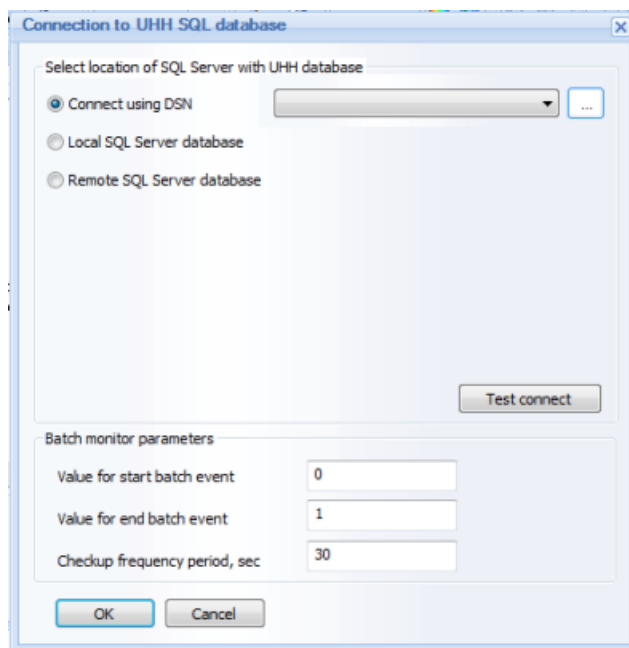 Connection to UHH SQL database
Select location of SQL Server with UHH database
Connect using DSN
...
Local SQL Server database
Remote SQL Server database
Test connect
Batch monitor parameters
Value for start batch event 0
Value for end batch event 1
Checkup frequency period, sec 30
OK Cancel